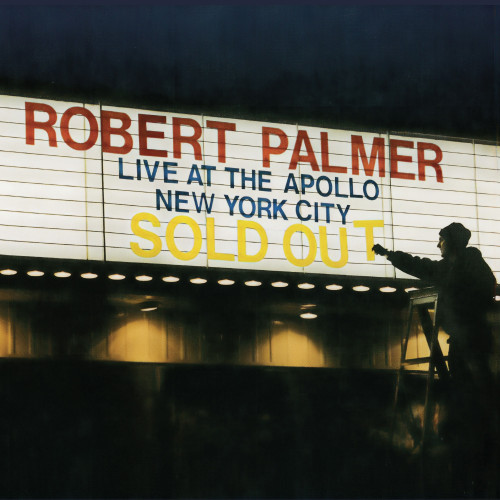 ROBERT PALMER
LIVE AT THE APOLLO
NEW YORK CITY
SOLD OUT